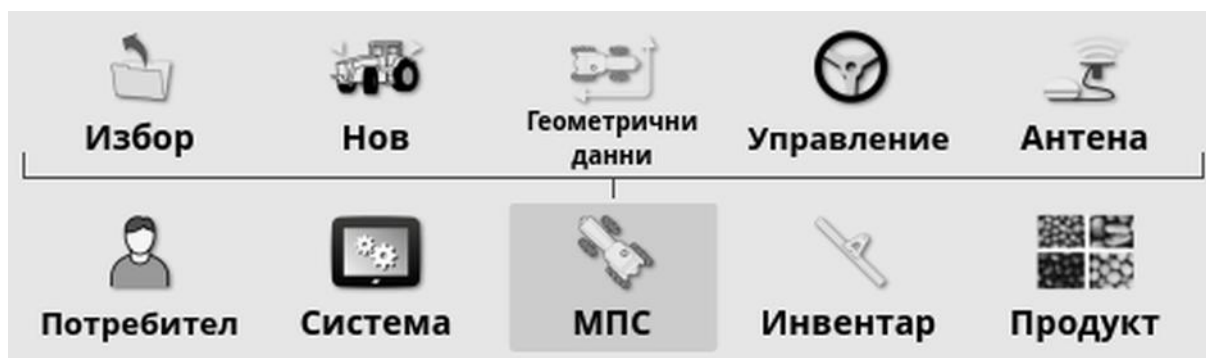 Избор
Нов
Геометрични
данни
Управление
Антена
Потребител
Система
МПС
Инвентар
Продукт